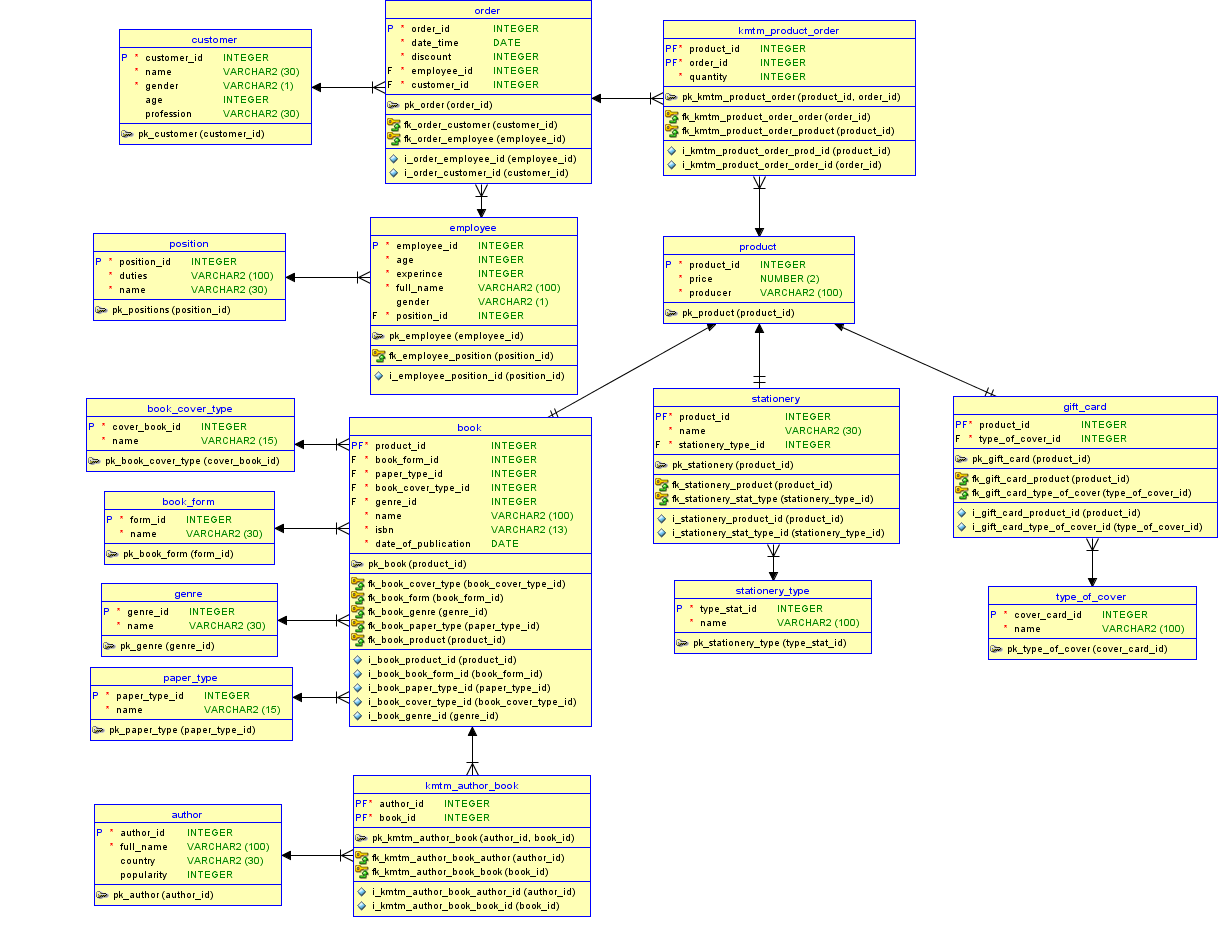 order
P * order_id INTEGER
* date_time DATE
* discount INTEGER
F * employee_id INTEGER
F * customer_id INTEGER
pk_order (order_id)
fk_order_customer (customer_id)
fk_order_employee (employee_id)
i_order_employee_id (employee_id)
i_order_customer_id (customer_id)
customer
P * customer_id INTEGER
* name VARCHAR2 (30)
* gender VARCHAR2 (1)
age INTEGER
profession VARCHAR2 (30)
pk_customer (customer_id)
kmtm_product_order
PF* product_id INTEGER
PF* order_id INTEGER
* quantity INTEGER
pk_kmtm_product_order (product_id, order_id)
fk_kmtm_product_order_order (order_id)
fk_kmtm_product_order_product (product_id)
i_kmtm_product_order_prod_id (product_id)
i_kmtm_product_order_order_id (order_id)
position
P * position_id INTEGER
* duties VARCHAR2 (100)
* name VARCHAR2 (30)
pk_positions (position_id)
employee
P * employee_id INTEGER
* age INTEGER
* experince INTEGER
* full_name VARCHAR2 (100)
gender VARCHAR2 (1)
F * position_id INTEGER
pk_employee (employee_id)
fk_employee_position (position_id)
i_employee_position_id (position_id)
product
P * product_id INTEGER
* price NUMBER (2)
* producer VARCHAR2 (100)
pk_product (product_id)
book_cover_type
P * cover_book_id INTEGER
* name VARCHAR2 (15)
pk_book_cover_type (cover_book_id)
book_form
P * form_id INTEGER
* name VARCHAR2 (30)
pk_book_form (form_id)
genre
P * genre_id INTEGER
* name VARCHAR2 (30)
pk_genre (genre_id)
paper_type
P * paper_type_id INTEGER
* name VARCHAR2 (15)
pk_paper_type (paper_type_id)
book
PF* product_id INTEGER
F * book_form_id INTEGER
F * paper_type_id INTEGER
F * book_cover_type_id INTEGER
F * genre_id INTEGER
* name VARCHAR2 (100)
* isbn VARCHAR2 (13)
* date_of_publication DATE
pk_book (product_id)
fk_book_cover_type (book_cover_type_id)
fk_book_form (book_form_id)
fk_book_genre (genre_id)
fk_book_paper_type (paper_type_id)
fk_book_product (product_id)
i_book_product_id (product_id)
i_book_book_form_id (book_form_id)
i_book_paper_type_id (paper_type_id)
i_book_cover_type_id (book_cover_type_id)
i_book_genre_id (genre_id)
stationery
PF* product_id INTEGER
* name VARCHAR2 (30)
F * stationery_type_id INTEGER
pk_stationery (product_id)
fk_stationery_product (product_id)
fk_stationery_stat_type (stationery_type_id)
i_stationery_product_id (product_id)
i_stationery_stat_type_id (stationery_type_id)
gift_card
PF* product_id INTEGER
F * type_of_cover_id INTEGER
pk_gift_card (product_id)
fk_gift_card_product (product_id)
fk_gift_card_type_of_cover (type_of_cover_id)
i_gift_card_product_id (product_id)
i_gift_card_type_of_cover_id (type_of_cover_id)
stationery_type
P * type_stat_id INTEGER
* name VARCHAR2 (100)
pk_stationery_type (type_stat_id)
type_of_cover
P * cover_card_id INTEGER
* name VARCHAR2 (100)
pk_type_of_cover (cover_card_id)
author
P * author_id INTEGER
* full_name VARCHAR2 (100)
country VARCHAR2 (30)
popularity INTEGER
pk_author (author_id)
kmtm_author_book
PF* author_id INTEGER
PF* book_id INTEGER
pk_kmtm_author_book (author_id, book_id)
fk_kmtm_author_book_author (author_id)
fk_kmtm_author_book_book (book_id)
i_kmtm_author_book_author_id (author_id)
i_kmtm_author_book_book_id (book_id)